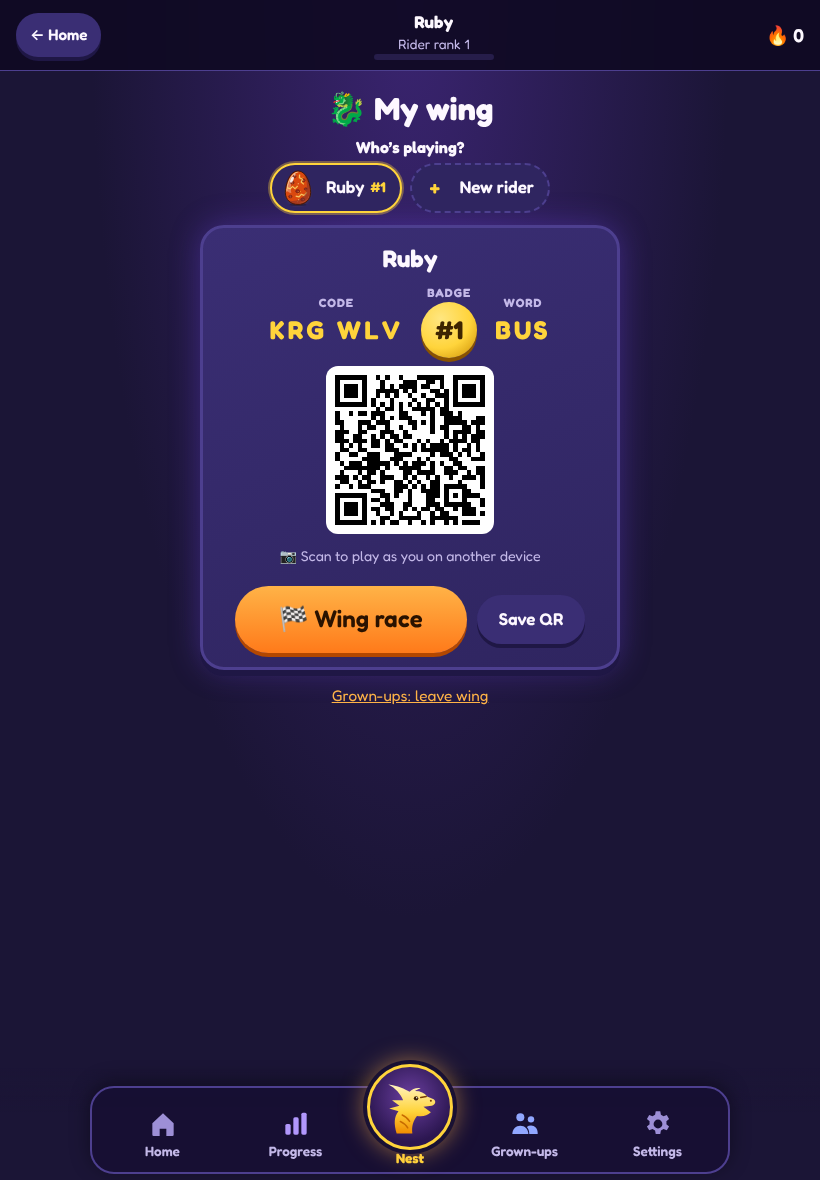 ← Home
Ruby
Rider rank 1
🔥 0
🐉 My wing
Who's playing?
Ruby #1
+ New rider
Ruby
CODE
KRG WLV
BADGE
#1
WORD
BUS
📷 Scan to play as you on another device
🏁 Wing race
Save QR
Grown-ups: leave wing
Home
Progress
Nest
Grown-ups
Settings